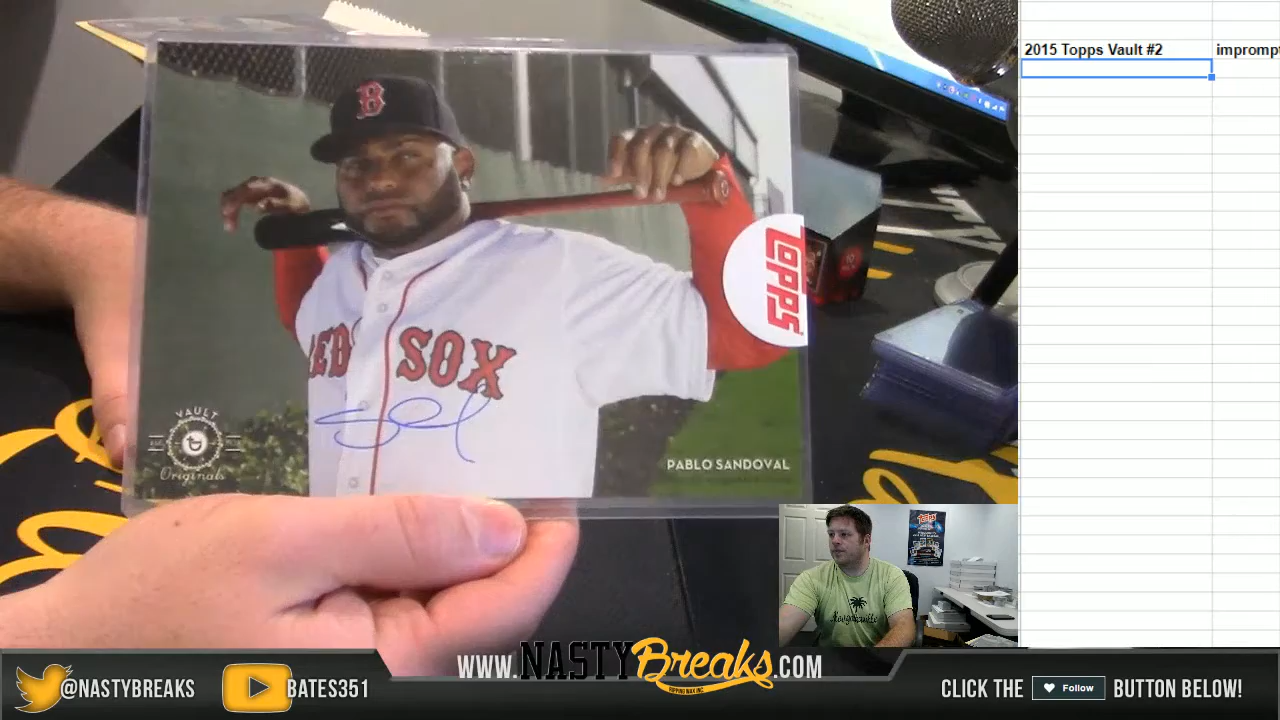 2015 Topps Vault #2
impromp
B
TOPPS
RED SOX
VAULT
Originals
PABLO SANDOVAL
WWW.NASTYBreaks.COM
@NASTYBREAKS
BATES351
CLICK THE Follow BUTTON BELOW!